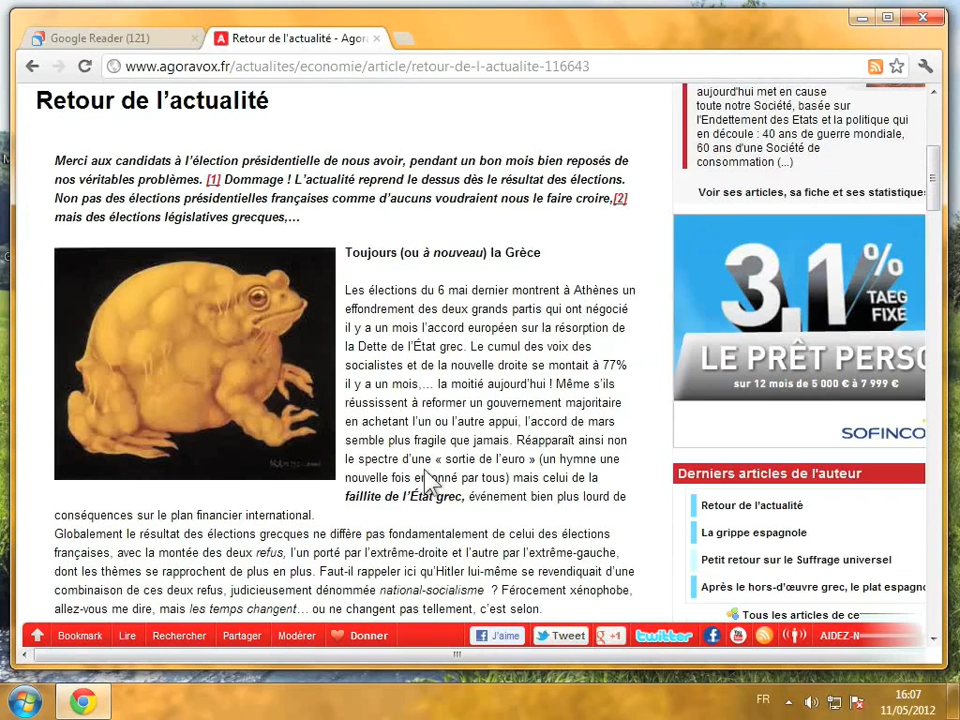 Google Reader (121)
Retour de l'actualité - Agor
www.agoravox.fr/actualites/economie/article/retour-de-l-actualite-116643
Retour de l'actualité
Merci aux candidats à l'élection présidentielle de nous avoir, pendant un bon mois bien reposés de
nos véritables problèmes. [1] Dommage ! L'actualité reprend le dessus dès le résultat des élections.
Non pas des élections présidentielles françaises comme d'aucuns voudraient nous le faire croire,[2]
mais des élections législatives grecques,…
Toujours (ou à nouveau) la Grèce
Les élections du 6 mai dernier montrent à Athènes un
effondrement des deux grands partis qui ont négocié
il y a un mois l'accord européen sur la résorption de
la Dette de l'État grec. Le cumul des voix des
socialistes et de la nouvelle droite se montait à 77%
il y a un mois,… la moitié aujourd'hui ! Même s'ils
réussissent à reformer un gouvernement majoritaire
en achetant l'un ou l'autre appui, l'accord de mars
semble plus fragile que jamais. Réapparaît ainsi non
le spectre d'une « sortie de l'euro » (un hymne une
nouvelle fois par tous) mais celui de la
faillite de l'État grec, événement bien plus lourd de
conséquences sur le plan financier international.
Globalement le résultat des élections grecques ne diffère pas fondamentalement de celui des élections
françaises, avec la montée des deux refus, l'un porté par l'extrême-droite et l'autre par l'extrême-gauche,
dont les thèmes se rapprochent de plus en plus. Faut-il rappeler ici qu'Hitler lui-même se revendiquait d'une
combinaison de ces deux refus, judicieusement dénommée national-socialisme ? Férocement xénophobe,
allez-vous me dire, mais les temps changent… ou ne changent pas tellement, c'est selon.
aujourd'hui met en cause
toute notre Société, basée sur
l'Endettement des Etats et la politique qui
en découle : 40 ans de guerre mondiale,
60 ans d'une Société de
consommation (...)
Voir ses articles, sa fiche et ses statistique
3,1% TAEG
FIXÉ
LE PRÊT PERSO
sur 12 mois de 5 000 € à 7 999 €
SOFINCO
Derniers articles de l'auteur
Retour de l'actualité
La grippe espagnole
Petit retour sur le Suffrage universel
Après le hors-d'œuvre grec, le plat espagno
Tous les articles de ce
Bookmark Lire Rechercher Partager Modérer Donner J'aime Tweet +1 twitter AIDEZ-N
FR 16:07
11/05/2012